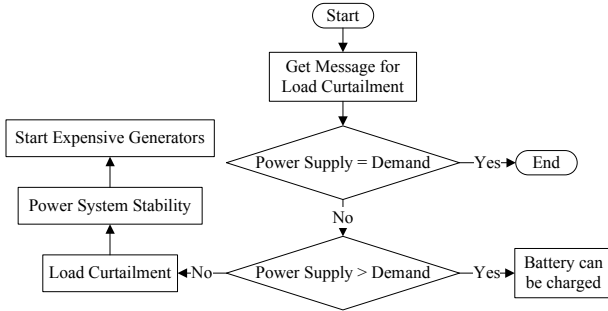 Start
Get Message for
Load Curtailment
Start Expensive Generators
Power Supply = Demand
Yes
End
Power System Stability
No
Load Curtailment
No
Power Supply > Demand
Yes
Battery can
be charged